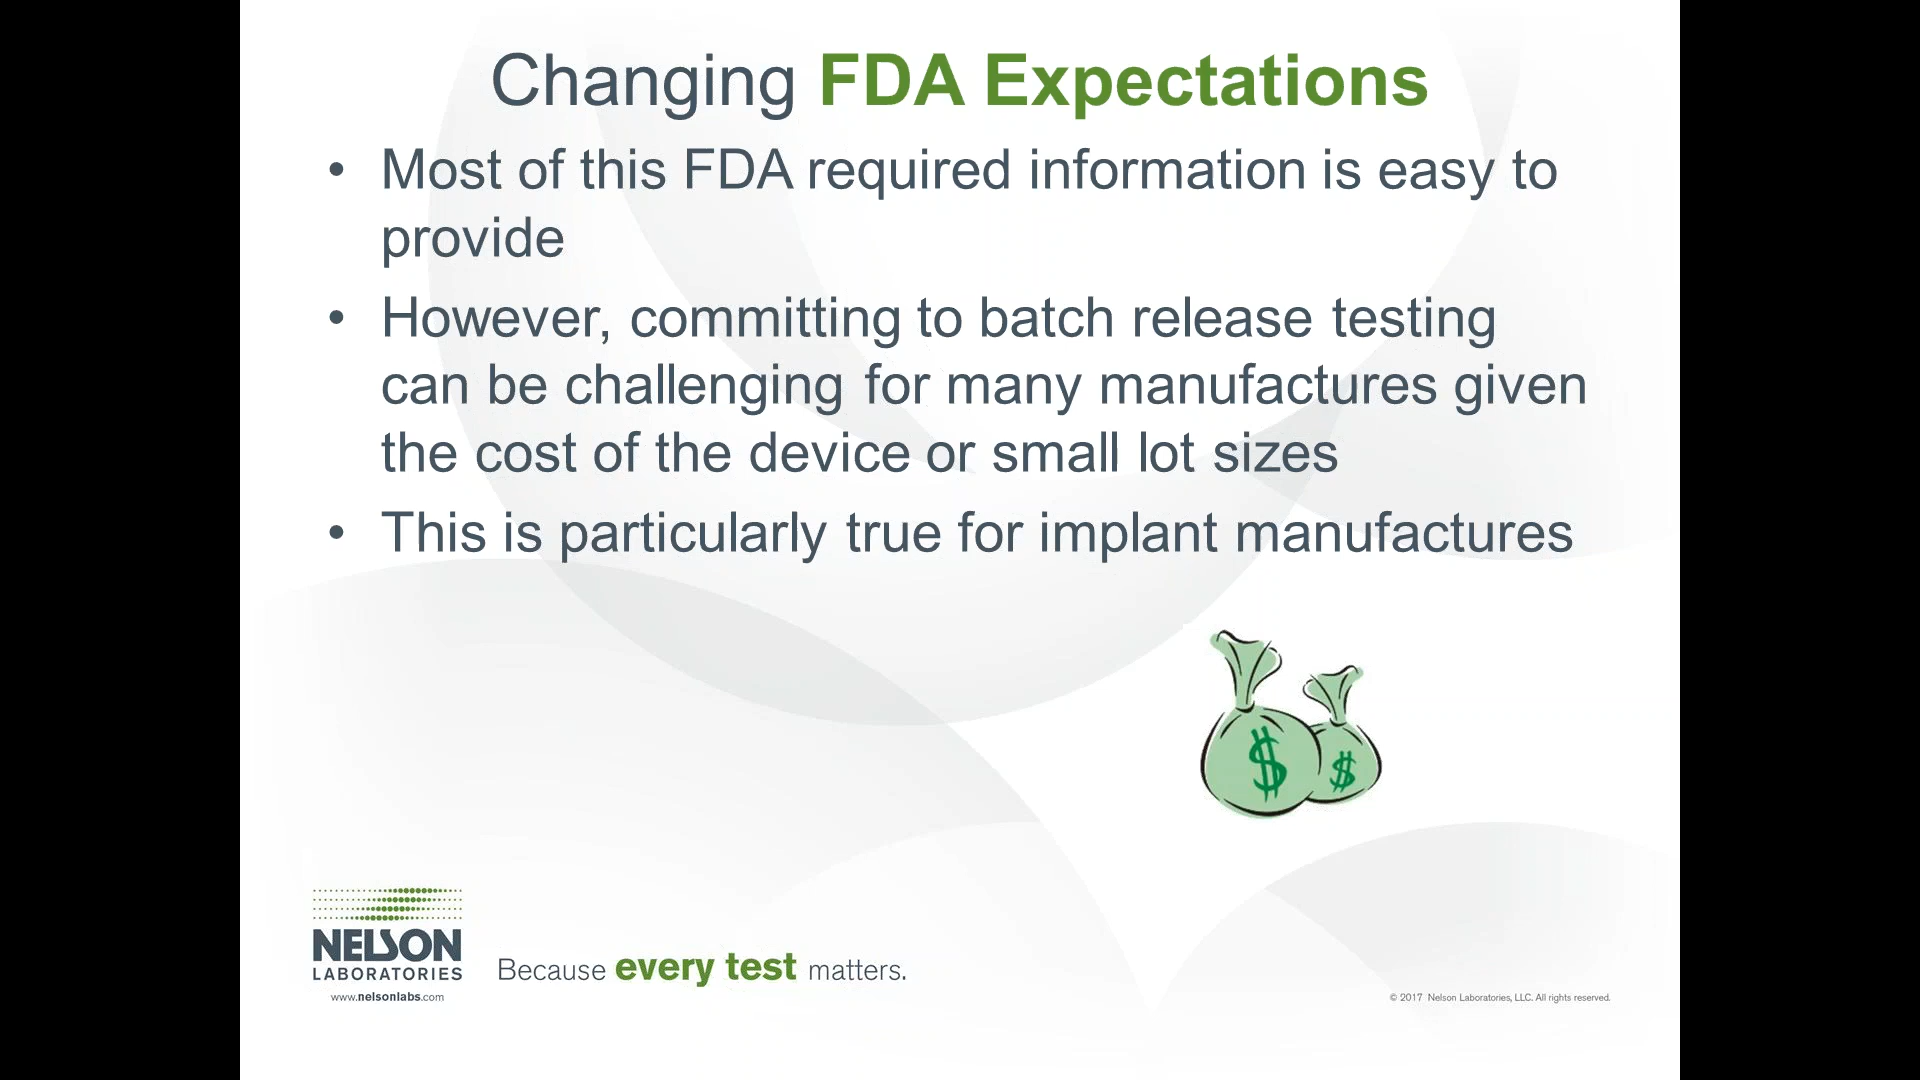 Changing FDA Expectations
• Most of this FDA required information is easy to
provide
• However, committing to batch release testing
can be challenging for many manufactures given
the cost of the device or small lot sizes
• This is particularly true for implant manufactures
$ $
NELSON
LABORATORIES
www.nelsonlabs.com
Because every test matters.
© 2017 Nelson Laboratories, LLC. All rights reserved.